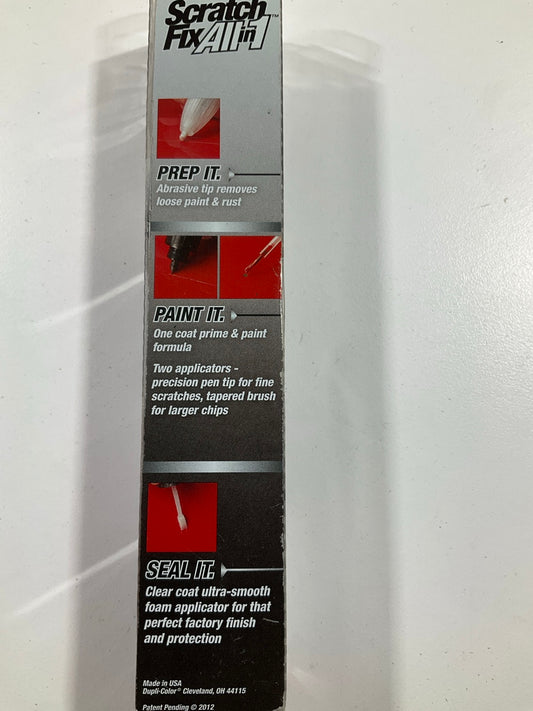 Scratch
Fix All in 1™
PREP IT.
Abrasive tip removes
loose paint & rust
PAINT IT.
One coat prime & paint
formula
Two applicators -
precision pen tip for fine
scratches, tapered brush
for larger chips
SEAL IT.
Clear coat ultra-smooth
foam applicator for that
perfect factory finish
and protection
Made in USA
Dupli-Color® Cleveland, OH 44115
Patent Pending © 2012